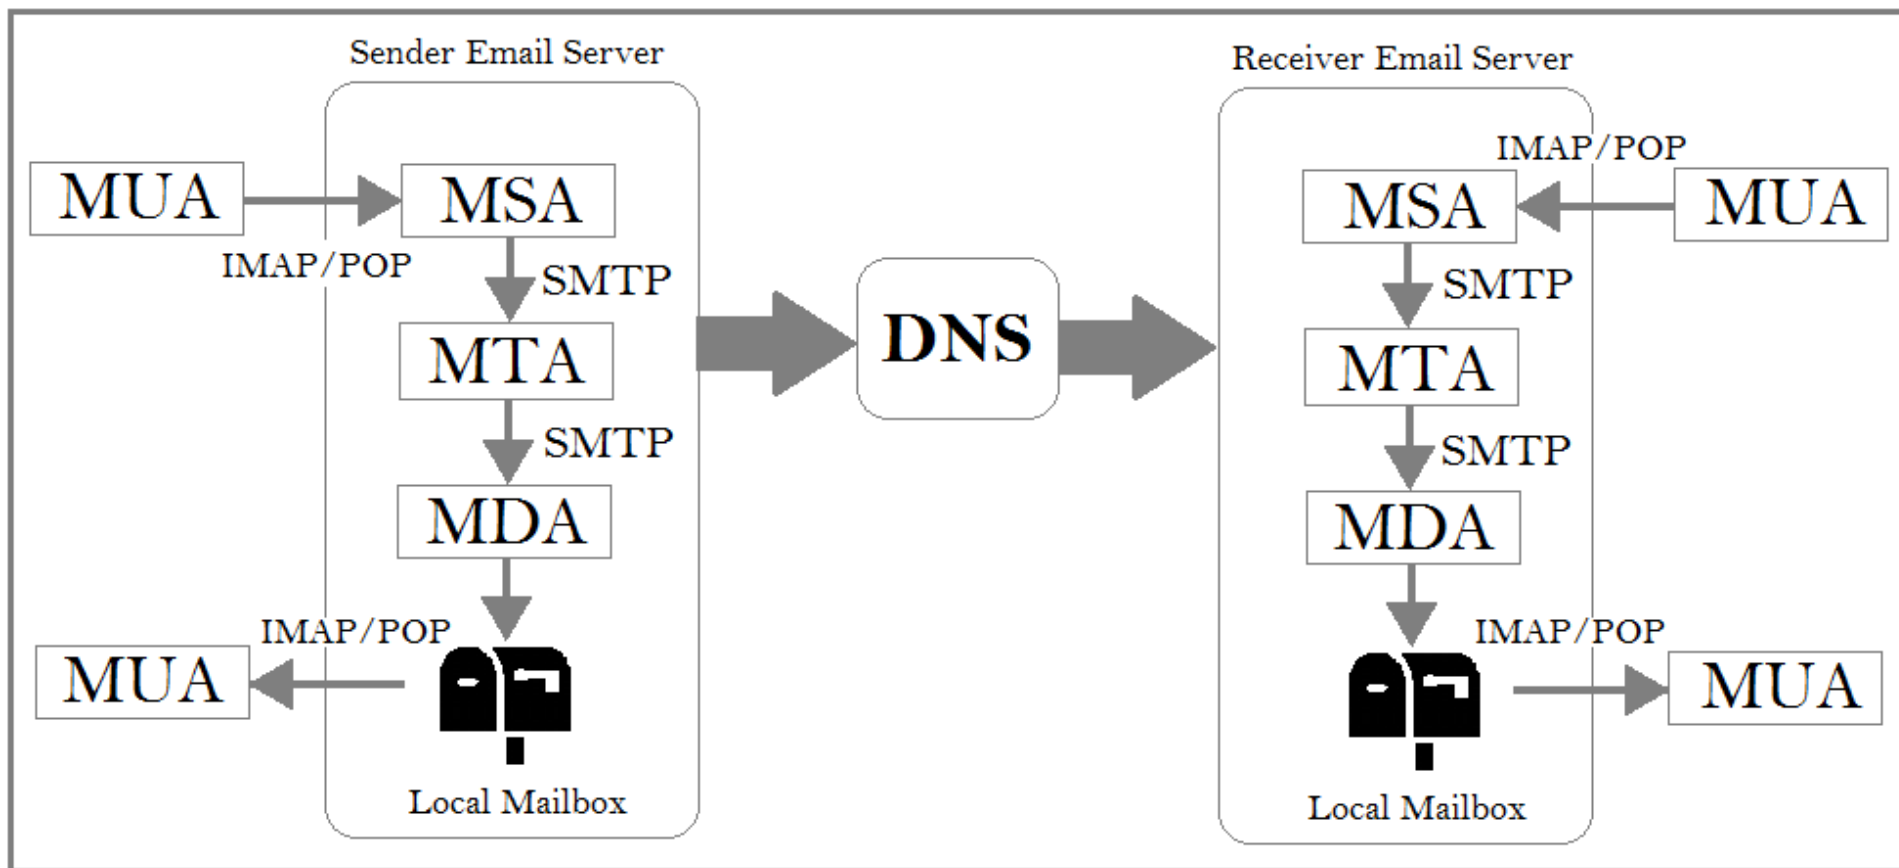 Sender Email Server
MUA
MSA
IMAP/POP
SMTP
MTA
SMTP
MDA
IMAP/POP
MUA
Local Mailbox
DNS
Receiver Email Server
IMAP/POP
MSA
MUA
SMTP
MTA
SMTP
MDA
IMAP/POP
MUA
Local Mailbox